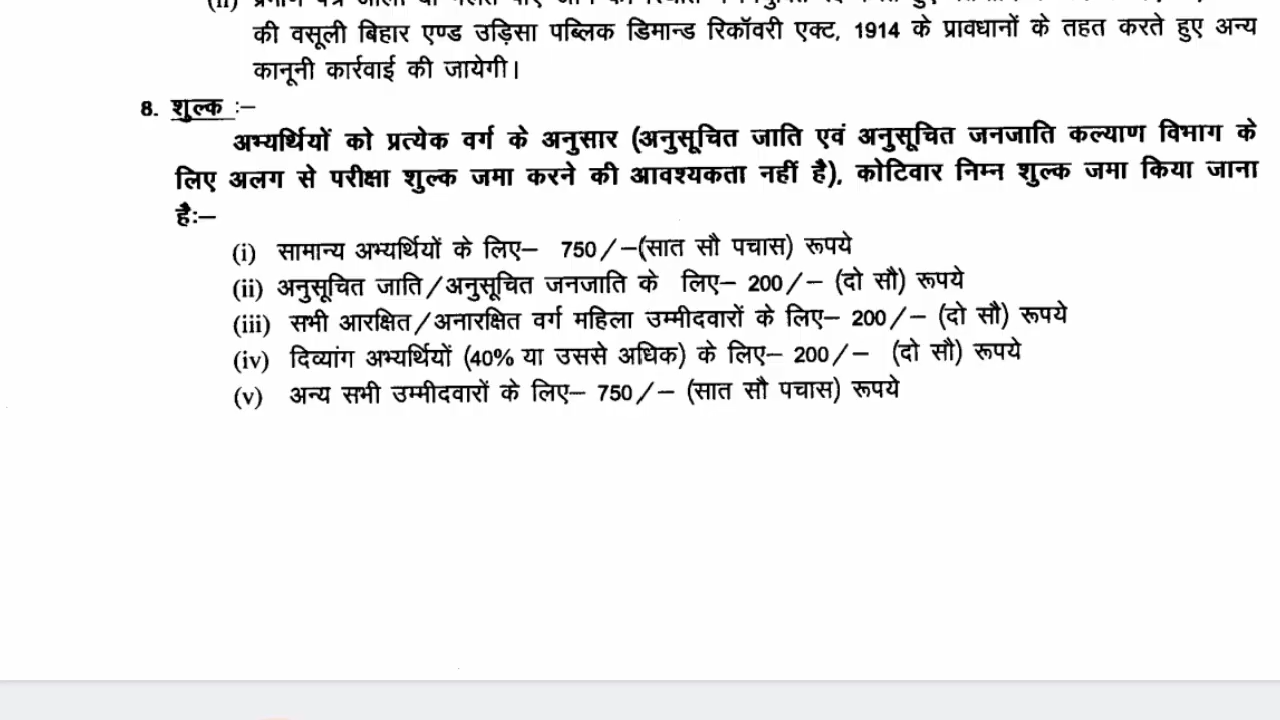 की वसूली बिहार एण्ड उड़िसा पब्लिक डिमान्ड रिकॉवरी एक्ट, 1914 के प्रावधानों के तहत करते हुए अन्य
कानूनी कार्रवाई की जायेगी।
8. शुल्क :–
अभ्यर्थियों को प्रत्येक वर्ग के अनुसार (अनुसूचित जाति एवं अनुसूचित जनजाति कल्याण विभाग के
लिए अलग से परीक्षा शुल्क जमा करने की आवश्यकता नहीं है), कोटिवार निम्न शुल्क जमा किया जाना
है:–
(i) सामान्य अभ्यर्थियों के लिए– 750/–(सात सौ पचास) रूपये
(ii) अनुसूचित जाति/अनुसूचित जनजाति के लिए– 200/– (दो सौ) रूपये
(iii) सभी आरक्षित/अनारक्षित वर्ग महिला उम्मीदवारों के लिए– 200/– (दो सौ) रूपये
(iv) दिव्यांग अभ्यर्थियों (40% या उससे अधिक) के लिए– 200/– (दो सौ) रूपये
(v) अन्य सभी उम्मीदवारों के लिए– 750/– (सात सौ पचास) रूपये